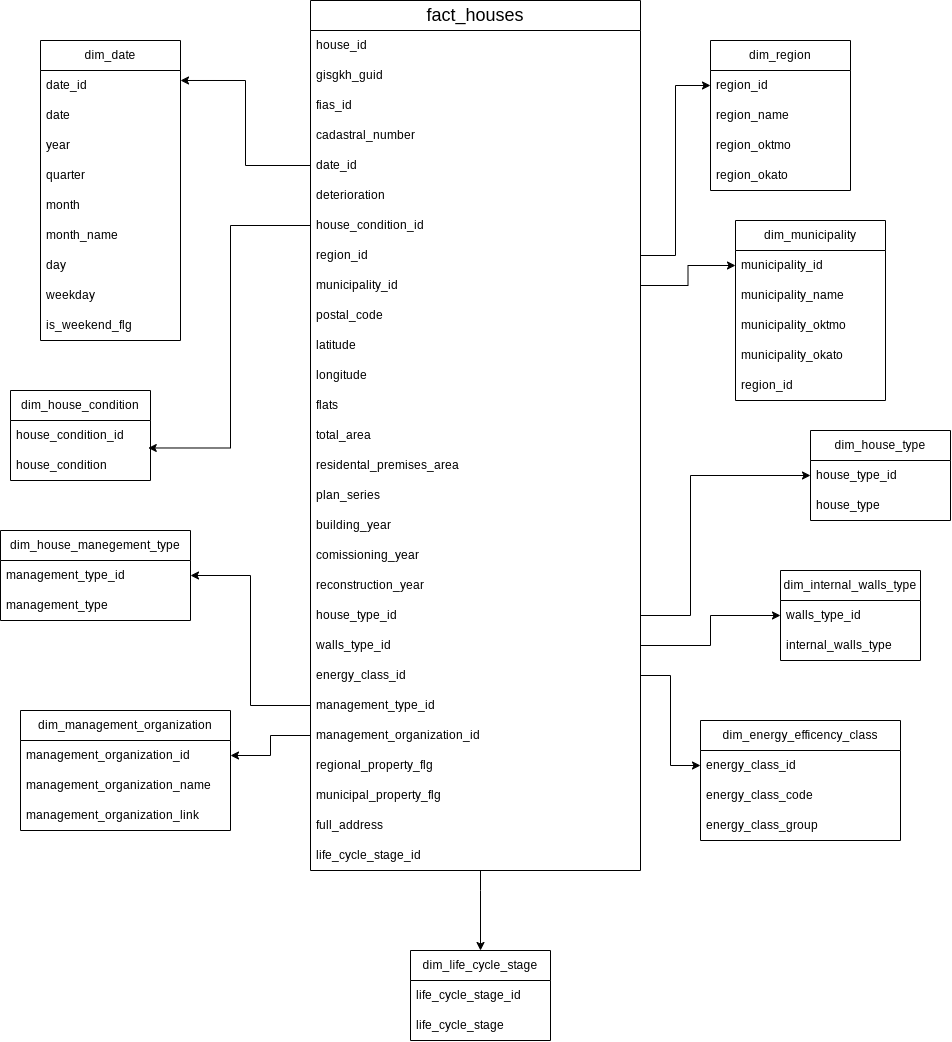 fact_houses
house_id
gisgkh_guid
fias_id
cadastral_number
date_id
deterioration
house_condition_id
region_id
municipality_id
postal_code
latitude
longitude
flats
total_area
residental_premises_area
plan_series
building_year
comissioning_year
reconstruction_year
house_type_id
walls_type_id
energy_class_id
management_type_id
management_organization_id
regional_property_flg
municipal_property_flg
full_address
life_cycle_stage_id
dim_date
date_id
date
year
quarter
month
month_name
day
weekday
is_weekend_flg
dim_house_condition
house_condition_id
house_condition
dim_house_manegement_type
management_type_id
management_type
dim_management_organization
management_organization_id
management_organization_name
management_organization_link
dim_region
region_id
region_name
region_oktmo
region_okato
dim_municipality
municipality_id
municipality_name
municipality_oktmo
municipality_okato
region_id
dim_house_type
house_type_id
house_type
dim_internal_walls_type
walls_type_id
internal_walls_type
dim_energy_efficency_class
energy_class_id
energy_class_code
energy_class_group
dim_life_cycle_stage
life_cycle_stage_id
life_cycle_stage